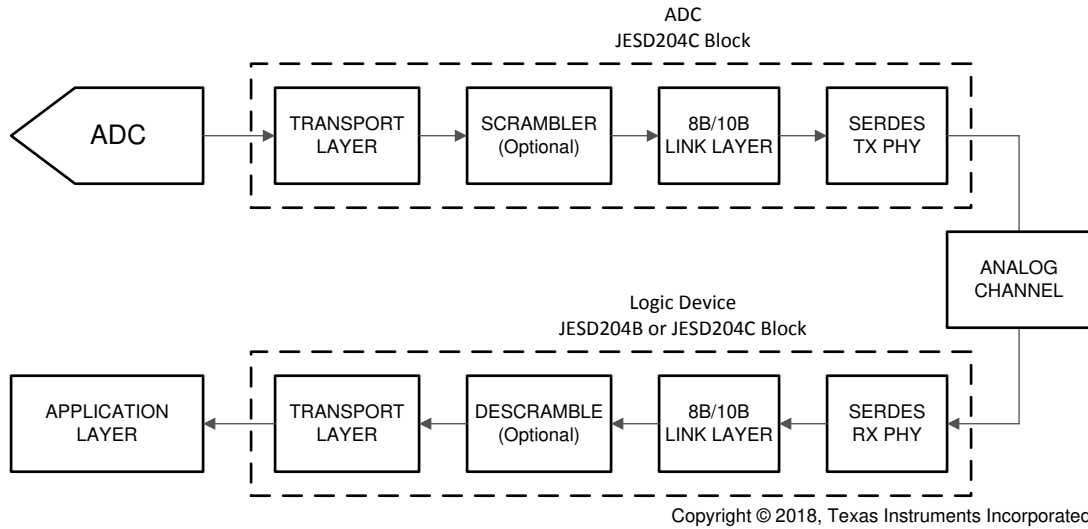 ADC
JESD204C Block
ADC
TRANSPORT
LAYER
SCRAMBLER
(Optional)
8B/10B
LINK LAYER
SERDES
TX PHY
ANALOG
CHANNEL
Logic Device
JESD204B or JESD204C Block
APPLICATION
LAYER
TRANSPORT
LAYER
DESCRAMBLE
(Optional)
8B/10B
LINK LAYER
SERDES
RX PHY
Copyright © 2018, Texas Instruments Incorporated